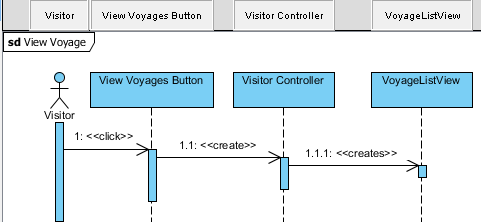 Visitor View Voyages Button Visitor Controller VoyageListView
sd View Voyage
View Voyages Button Visitor Controller VoyageListView
Visitor
1: <<click>>
1.1: <<create>>
1.1.1: <<creates>>